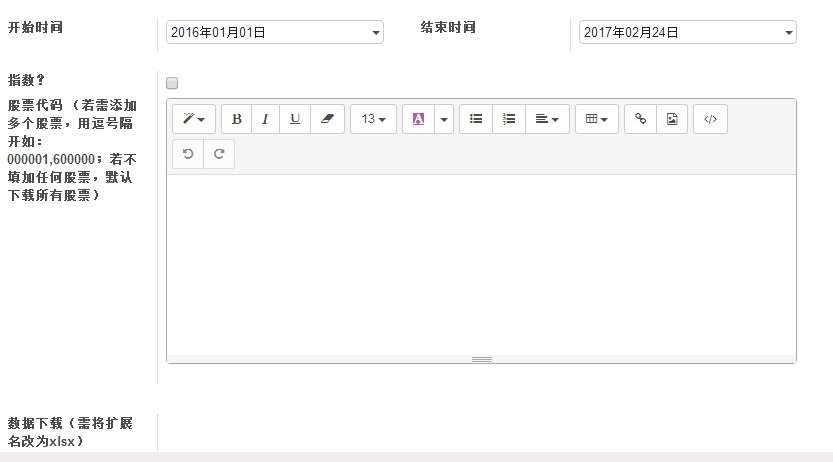 开始时间
2016年01月01日
结束时间
2017年02月24日
指数？
股票代码 （若需添加
多个股票，用逗号隔
开如：
000001,600000；若不
填加任何股票，默认
下载所有股票）
B
I
U
13
A
</>
数据下载（需将扩展
名改为xlsx）